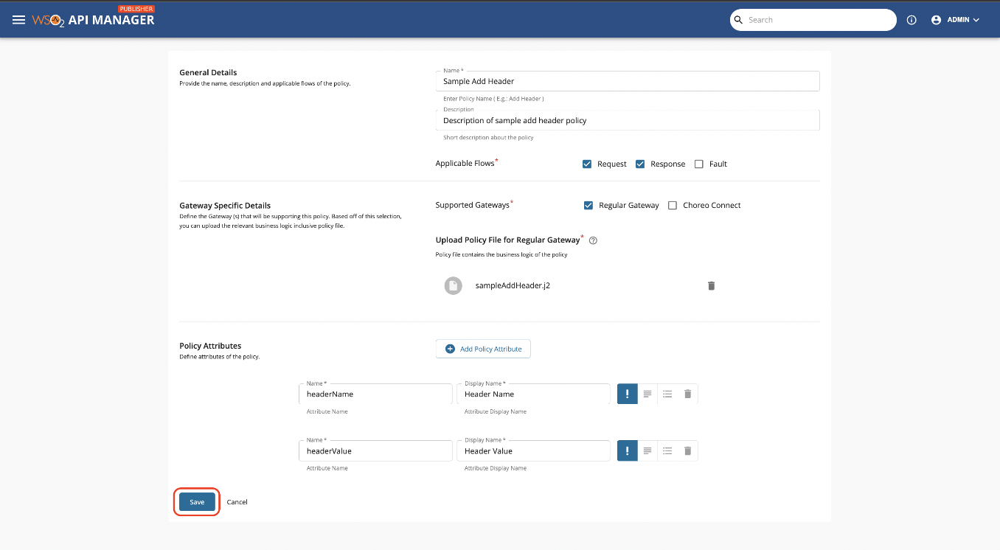 PUBLISHER
WSO2 API MANAGER
Search
ADMIN
General Details
Provide the name, description and applicable flows of the policy.
Name *
Sample Add Header
Enter Policy Name ( E.g.: Add Header )
Description
Description of sample add header policy
Short description about the policy
Applicable Flows*
Request
Response
Fault
Gateway Specific Details
Define the Gateway (s) that will be supporting this policy. Based off of this selection,
you can upload the relevant business logic inclusive policy file.
Supported Gateways*
Regular Gateway
Choreo Connect
Upload Policy File for Regular Gateway*
Policy file contains the business logic of the policy
sampleAddHeader.j2
Policy Attributes
Define attributes of the policy.
Add Policy Attribute
Name *
headerName
Attribute Name
Display Name *
Header Name
Attribute Display Name
Name *
headerValue
Attribute Name
Display Name *
Header Value
Attribute Display Name
Save
Cancel